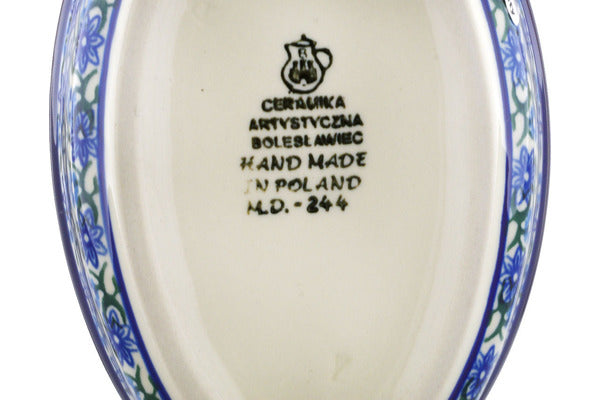 CERAMIKA
ARTYSTYCZNA
BOLESŁAWIEC
HAND MADE
IN POLAND
M.D. - 244